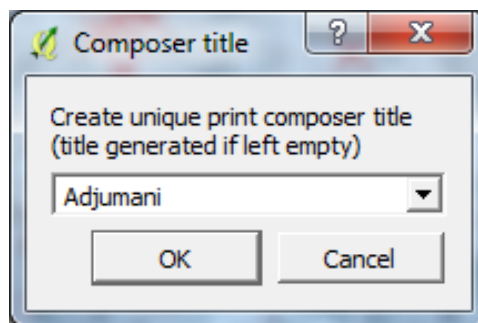 Composer title
Create unique print composer title
(title generated if left empty)
Adjumani
OK
Cancel